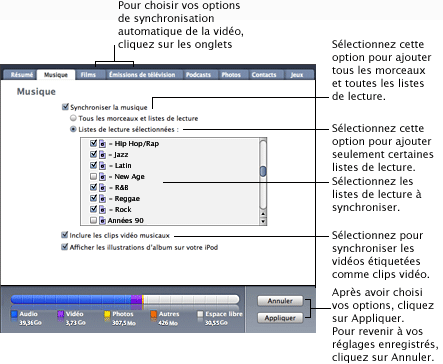 Pour choisir vos options
de synchronisation
automatique de la vidéo,
cliquez sur les onglets
Résumé Musique Films Émissions de télévision Podcasts Photos Contacts Jeux
Musique
Synchroniser la musique
Tous les morceaux et listes de lecture
Listes de lecture sélectionnées :
– Hip Hop/Rap
– Jazz
– Latin
– New Age
– R&B
– Reggae
– Rock
Années 90
Inclure les clips vidéo musicaux
Afficher les illustrations d'album sur votre iPod
Audio Vidéo Photos Autres Espace libre
39,36Go 3,73 Go 307,5Mo 426 Mo 30,55Go
Annuler
Appliquer
Sélectionnez cette
option pour ajouter
tous les morceaux
et toutes les listes
de lecture.
Sélectionnez cette
option pour ajouter
seulement certaines
listes de lecture.
Sélectionnez les
listes de lecture à
synchroniser.
Sélectionnez pour
synchroniser les
vidéos étiquetées
comme clips vidéo.
Après avoir choisi
vos options, cliquez
sur Appliquer.
Pour revenir à vos
réglages enregistrés,
cliquez sur Annuler.